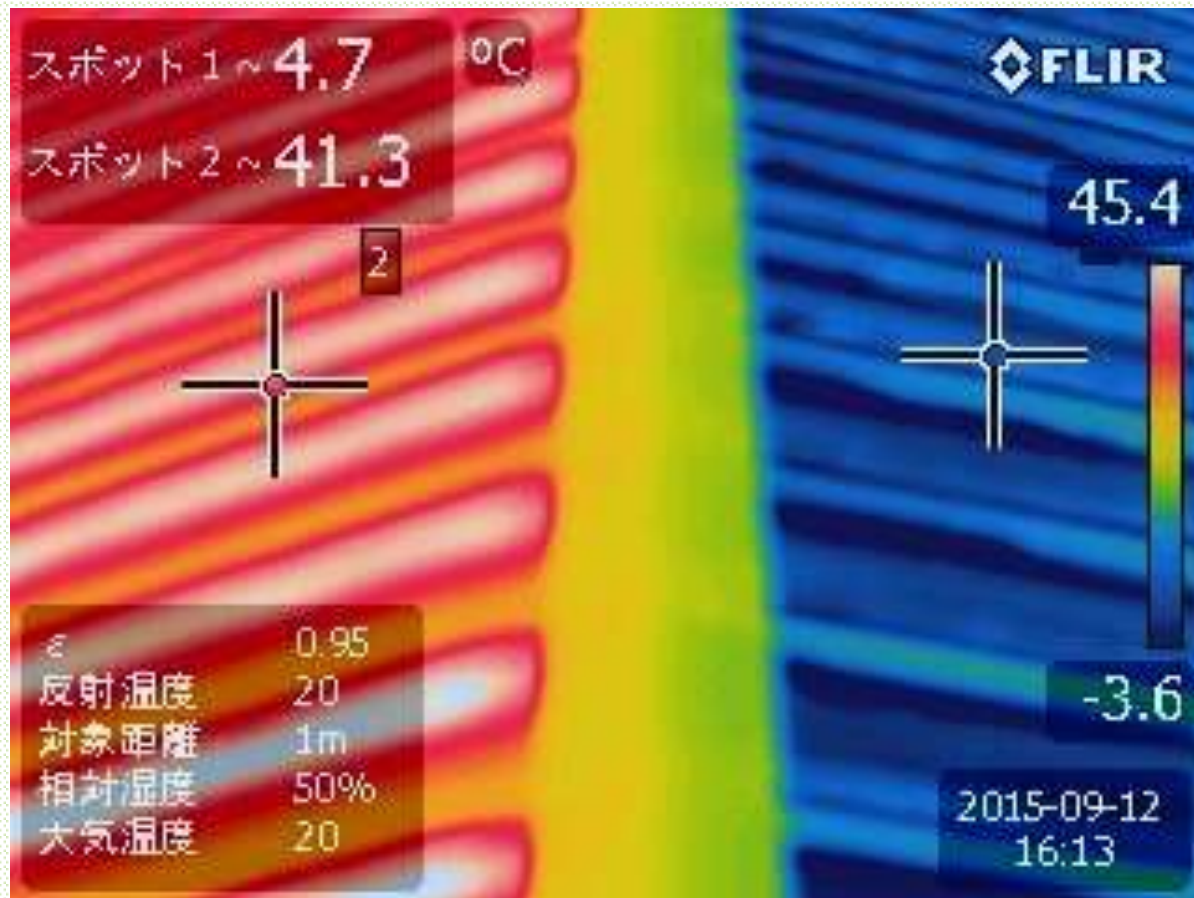 スポット 1 ~ 4.7 °C
スポット 2 ~ 41.3
FLIR
2
45.4
-3.6
ε 0.95
反射温度 20
対象距離 1m
相対湿度 50%
大気温度 20
2015-09-12
16:13